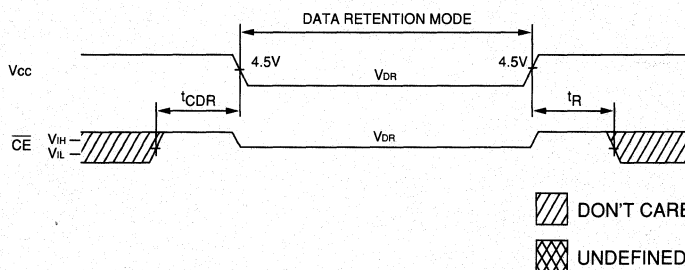 DATA RETENTION MODE
Vcc
4.5V
VDR
4.5V
tCDR
tR
CE
VIH
VIL
VDR
DON'T CARE
UNDEFINED